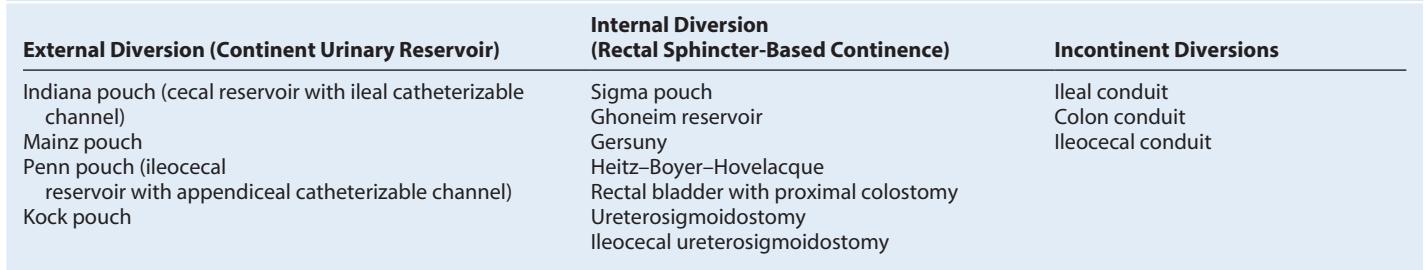 External Diversion (Continent Urinary Reservoir)
Internal Diversion
(Rectal Sphincter-Based Continence)
Incontinent Diversions
Indiana pouch (cecal reservoir with ileal catheterizable
channel)
Mainz pouch
Penn pouch (ileocecal
reservoir with appendiceal catheterizable channel)
Kock pouch
Sigma pouch
Ghoneim reservoir
Gersuny
Heitz–Boyer–Hovelacque
Rectal bladder with proximal colostomy
Ureterosigmoidostomy
Ileocecal ureterosigmoidostomy
Ileal conduit
Colon conduit
Ileocecal conduit